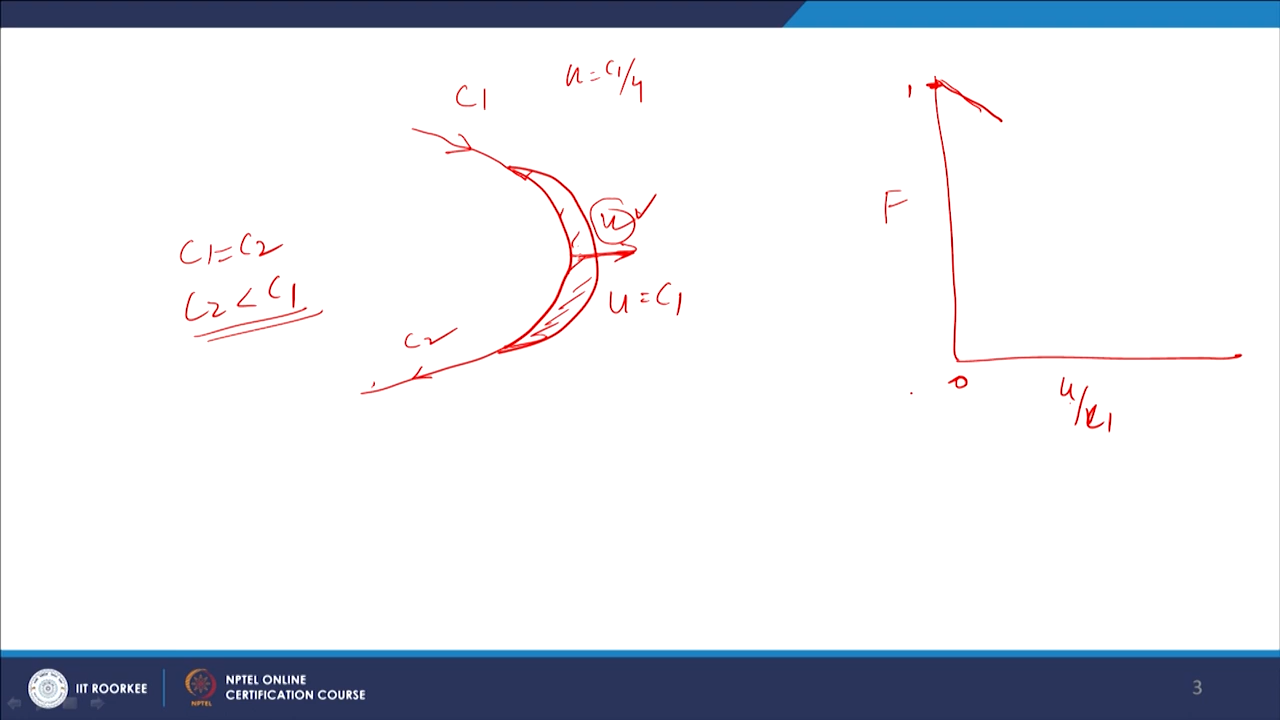 C1
u = C1/4
1
u
F
C1 = C2
C2 < C1
u = C1
C2
0
u/C1
IIT ROORKEE
NPTEL ONLINE
CERTIFICATION COURSE
NPTEL
3